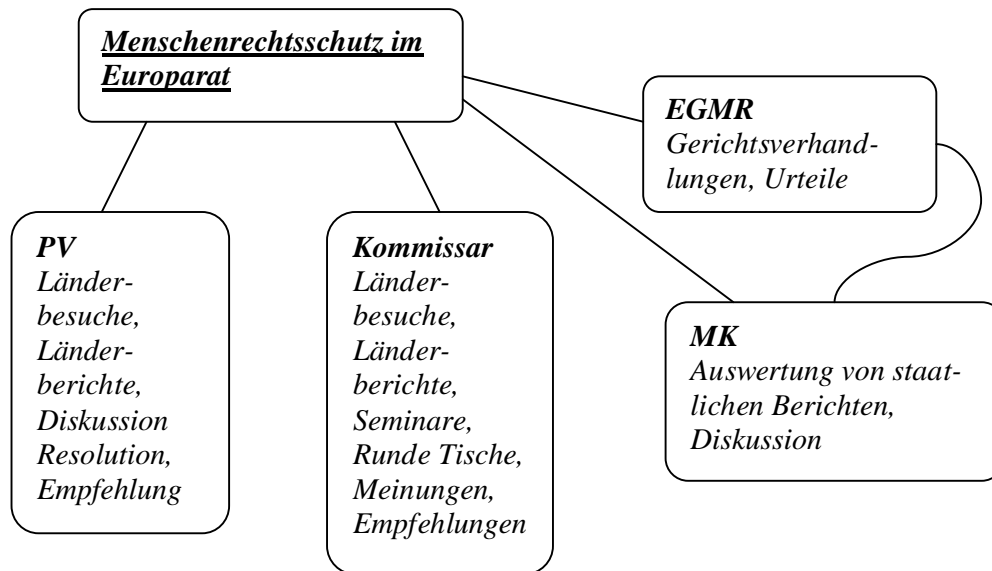 Menschenrechtsschutz im
Europarat
EGMR
Gerichtsverhand-
lungen, Urteile
PV
Länder-
besuche,
Länder-
berichte,
Diskussion
Resolution,
Empfehlung
Kommissar
Länder-
besuche,
Länder-
berichte,
Seminare,
Runde Tische,
Meinungen,
Empfehlungen
MK
Auswertung von staat-
lichen Berichten,
Diskussion